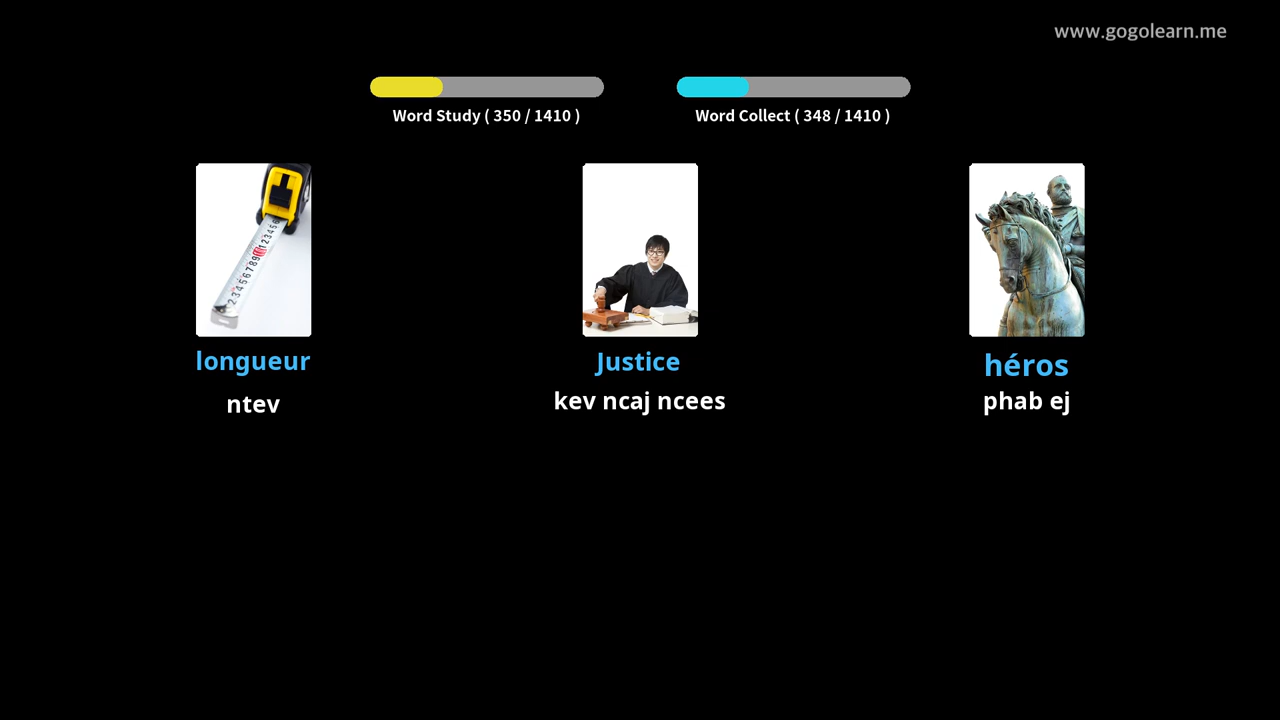 www.gogolearn.me
Word Study ( 350 / 1410 )
Word Collect ( 348 / 1410 )
longueur
Justice
héros
ntev
kev ncaj ncees
phab ej